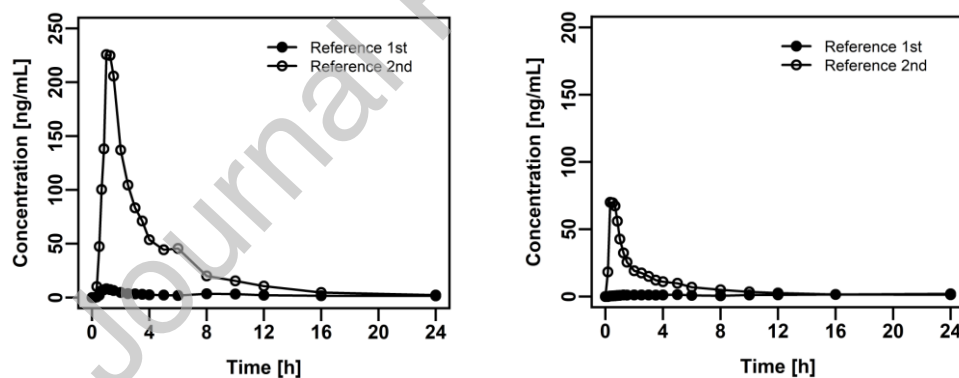 Journal
Concentration [ng/mL]
250
200
150
100
50
0
Reference 1st
Reference 2nd
0 4 8 12 16 20 24
Time [h]
Concentration [ng/mL]
200
150
100
50
0
Reference 1st
Reference 2nd
0 4 8 12 16 20 24
Time [h]